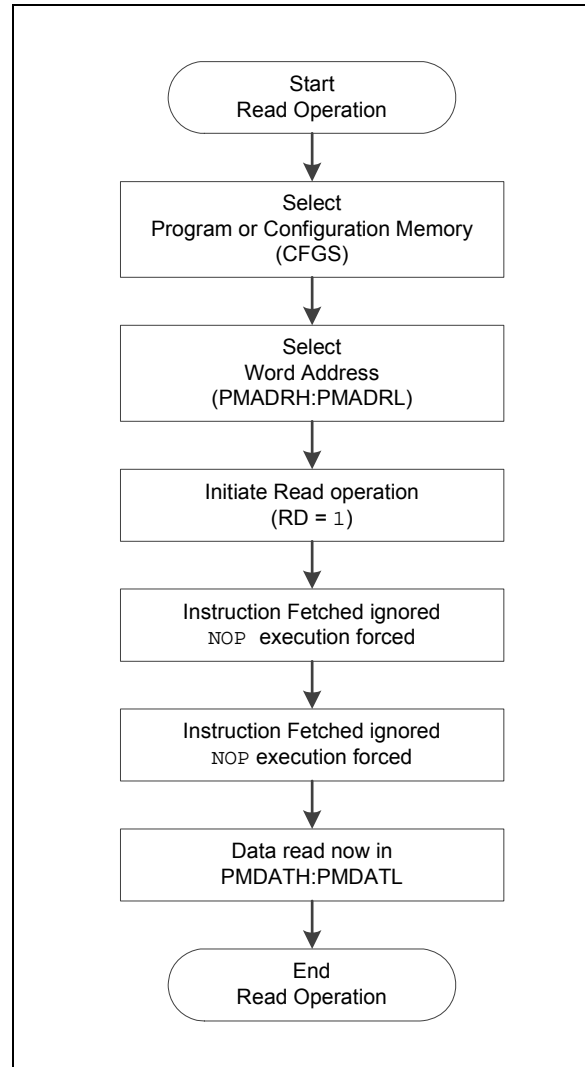 Start
Read Operation
Select
Program or Configuration Memory
(CFGS)
Select
Word Address
(PMADRH:PMADRL)
Initiate Read operation
(RD = 1)
Instruction Fetched ignored
NOP execution forced
Instruction Fetched ignored
NOP execution forced
Data read now in
PMDATH:PMDATL
End
Read Operation